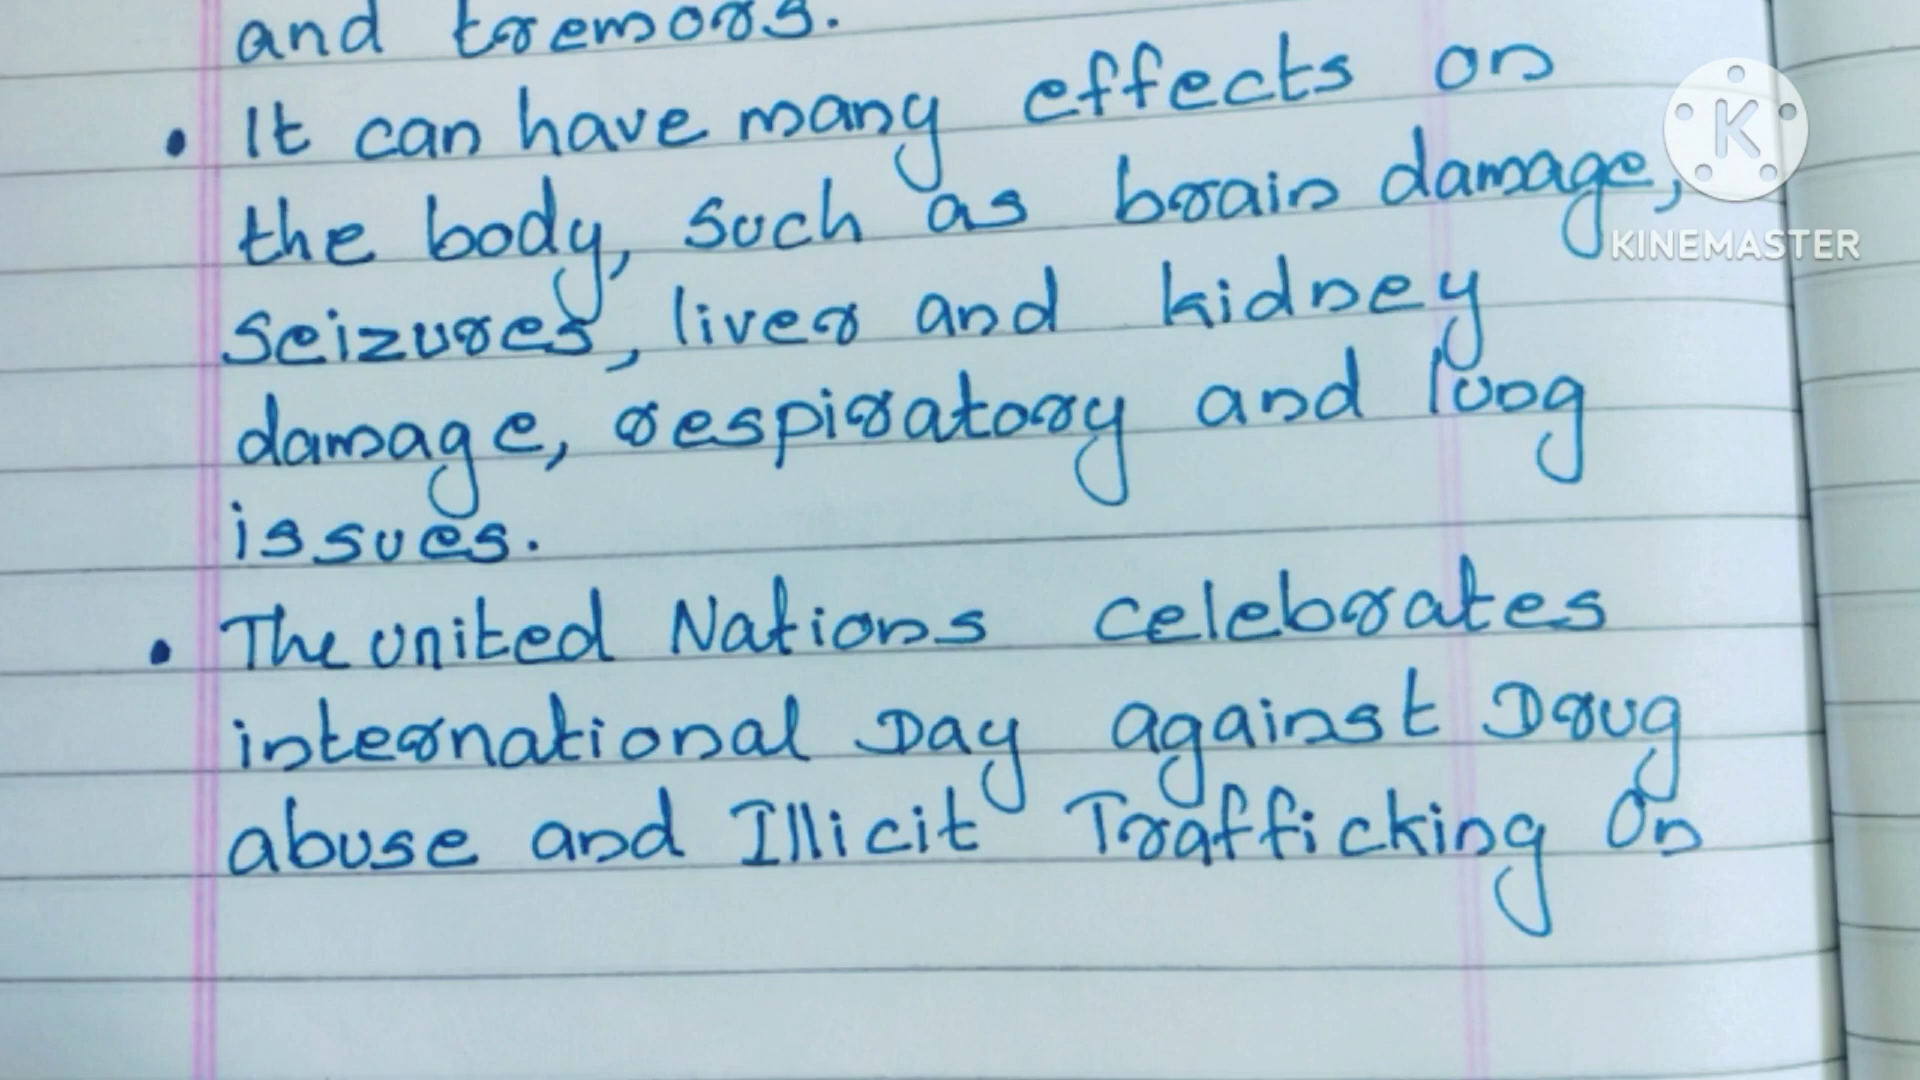 and tremors.
• It can have many effects on
the body, such as brain damage,
seizures, liver and kidney
damage, respiratory and lung
issues.
• The united Nations celebrates
international Day against Drug
abuse and Illicit Trafficking On
K
KINEMASTER